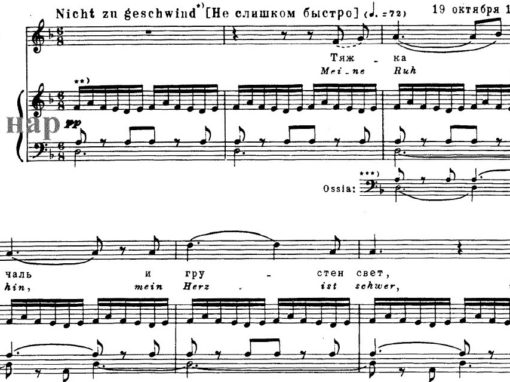 Nicht zu geschwind*) [Не слишком быстро] (♩.=72) 19 октября 1
Тяж - ка
Mei - ne Ruh
**)
нар
pp
***)
Ossia:
чаль и гру - стен свет,
hin, mein Herz ist schwer,